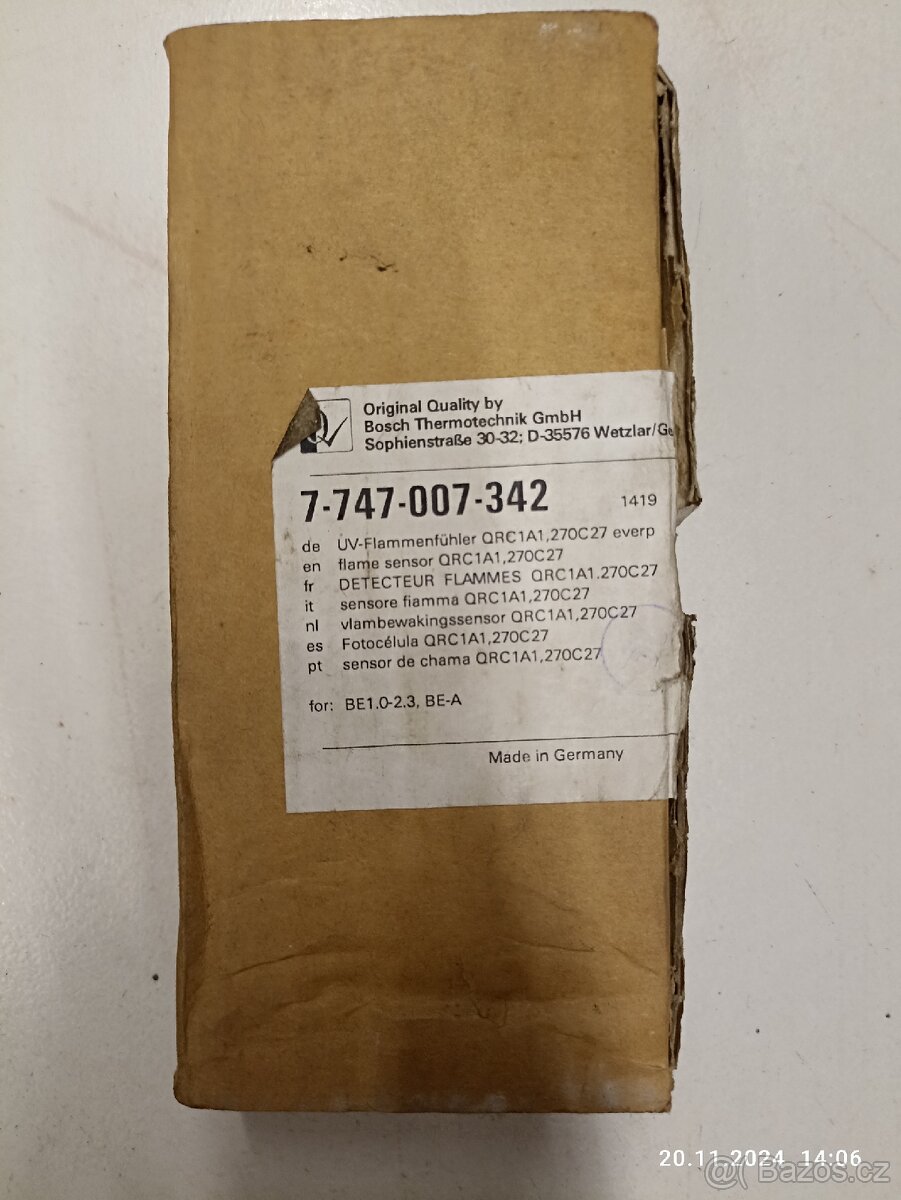 Original Quality by
Bosch Thermotechnik GmbH
Sophienstraße 30-32; D-35576 Wetzlar/Ge
7-747-007-342
1419
de UV-Flammenfühler QRC1A1,270C27 everp
en flame sensor QRC1A1,270C27
fr DETECTEUR FLAMMES QRC1A1.270C27
it sensore fiamma QRC1A1,270C27
nl vlambewakingssensor QRC1A1,270C27
es Fotocélula QRC1A1,270C27
pt sensor de chama QRC1A1,270C27
for: BE1.0-2.3, BE-A
Made in Germany
20.11.2024 14:06
@Bazoš.cz